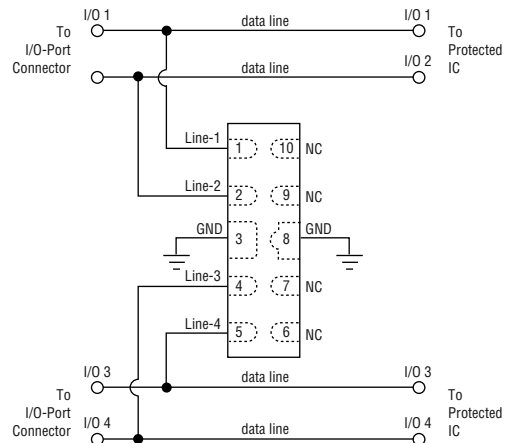 I/O 1 data line I/O 1
To I/O-Port Connector
To Protected IC
data line I/O 2
Line-1 1 10 NC
Line-2 2 9 NC
GND 3 8 GND
Line-3 4 7 NC
Line-4 5 6 NC
I/O 3 data line I/O 3
To I/O-Port Connector
To Protected IC
I/O 4 data line I/O 4